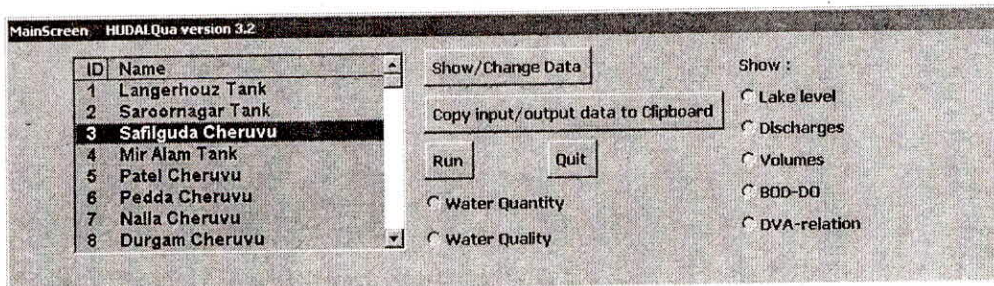 MainScreen HUDALQua version 3.2
ID Name
1 Langerhouz Tank
2 Saroornagar Tank
3 Safilguda Cheruvu
4 Mir Alam Tank
5 Patel Cheruvu
6 Pedda Cheruvu
7 Nalla Cheruvu
8 Durgam Cheruvu
Show/Change Data
Copy input/output data to Clipboard
Run Quit
Water Quantity
Water Quality
Show :
Lake level
Discharges
Volumes
BOD-DO
DVA-relation